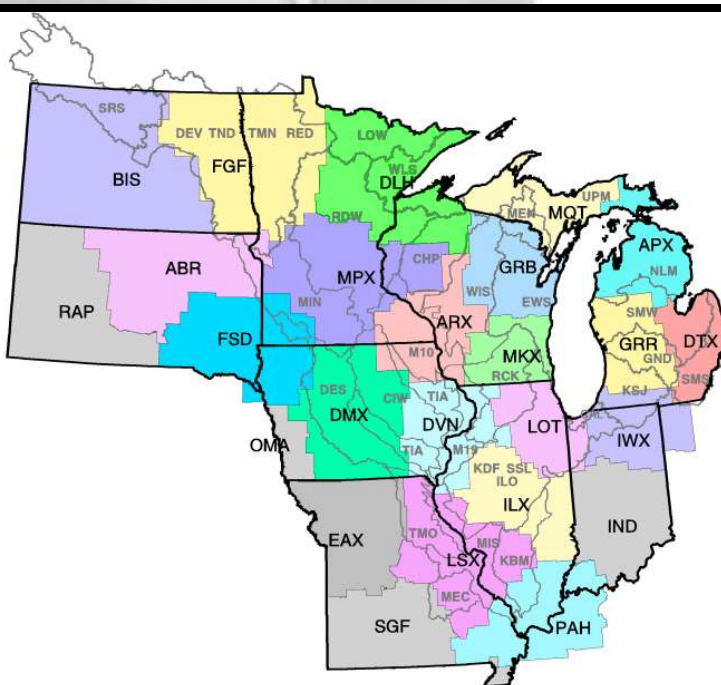 SRS
LOW
DEV TND
TMN
RED
WLS
FGF
DLH
UPM
BIS
MEN
MQT
RDW
APX
ABR
CHP
GRB
MPX
NLM
WIS
EWS
RAP
MIN
SMW
ARX
FSD
GRR
DTX
MKX
GND
M10
RCK
SMS
DES
CIW
TIA
KSJ
DMX
DVN
LOT
IWX
OMA
TIA
M19
KDF SSL
ILO
ILX
IND
EAX
TMO
MIS
LSX
KBM
MEC
SGF
PAH